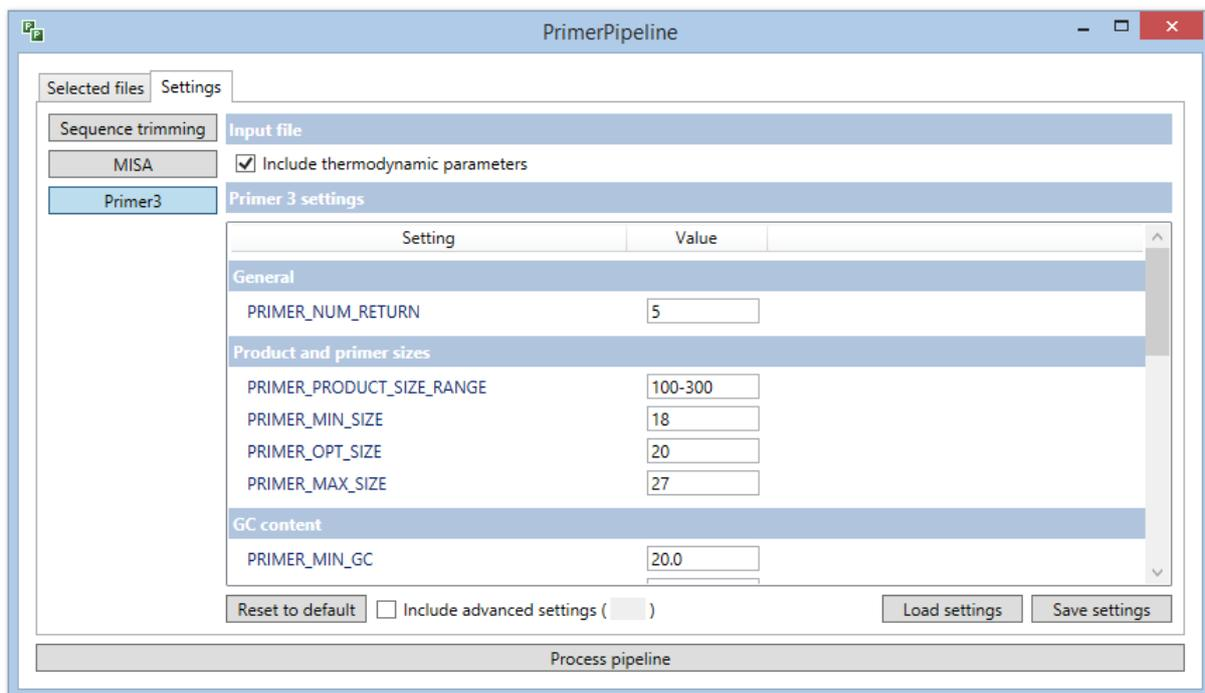 PrimerPipeline
Selected files Settings
Sequence trimming Input file
MISA Include thermodynamic parameters
Primer3 Primer 3 settings
Setting Value
General
PRIMER_NUM_RETURN 5
Product and primer sizes
PRIMER_PRODUCT_SIZE_RANGE 100-300
PRIMER_MIN_SIZE 18
PRIMER_OPT_SIZE 20
PRIMER_MAX_SIZE 27
GC content
PRIMER_MIN_GC 20.0
Reset to default Include advanced settings ( ) Load settings Save settings
Process pipeline